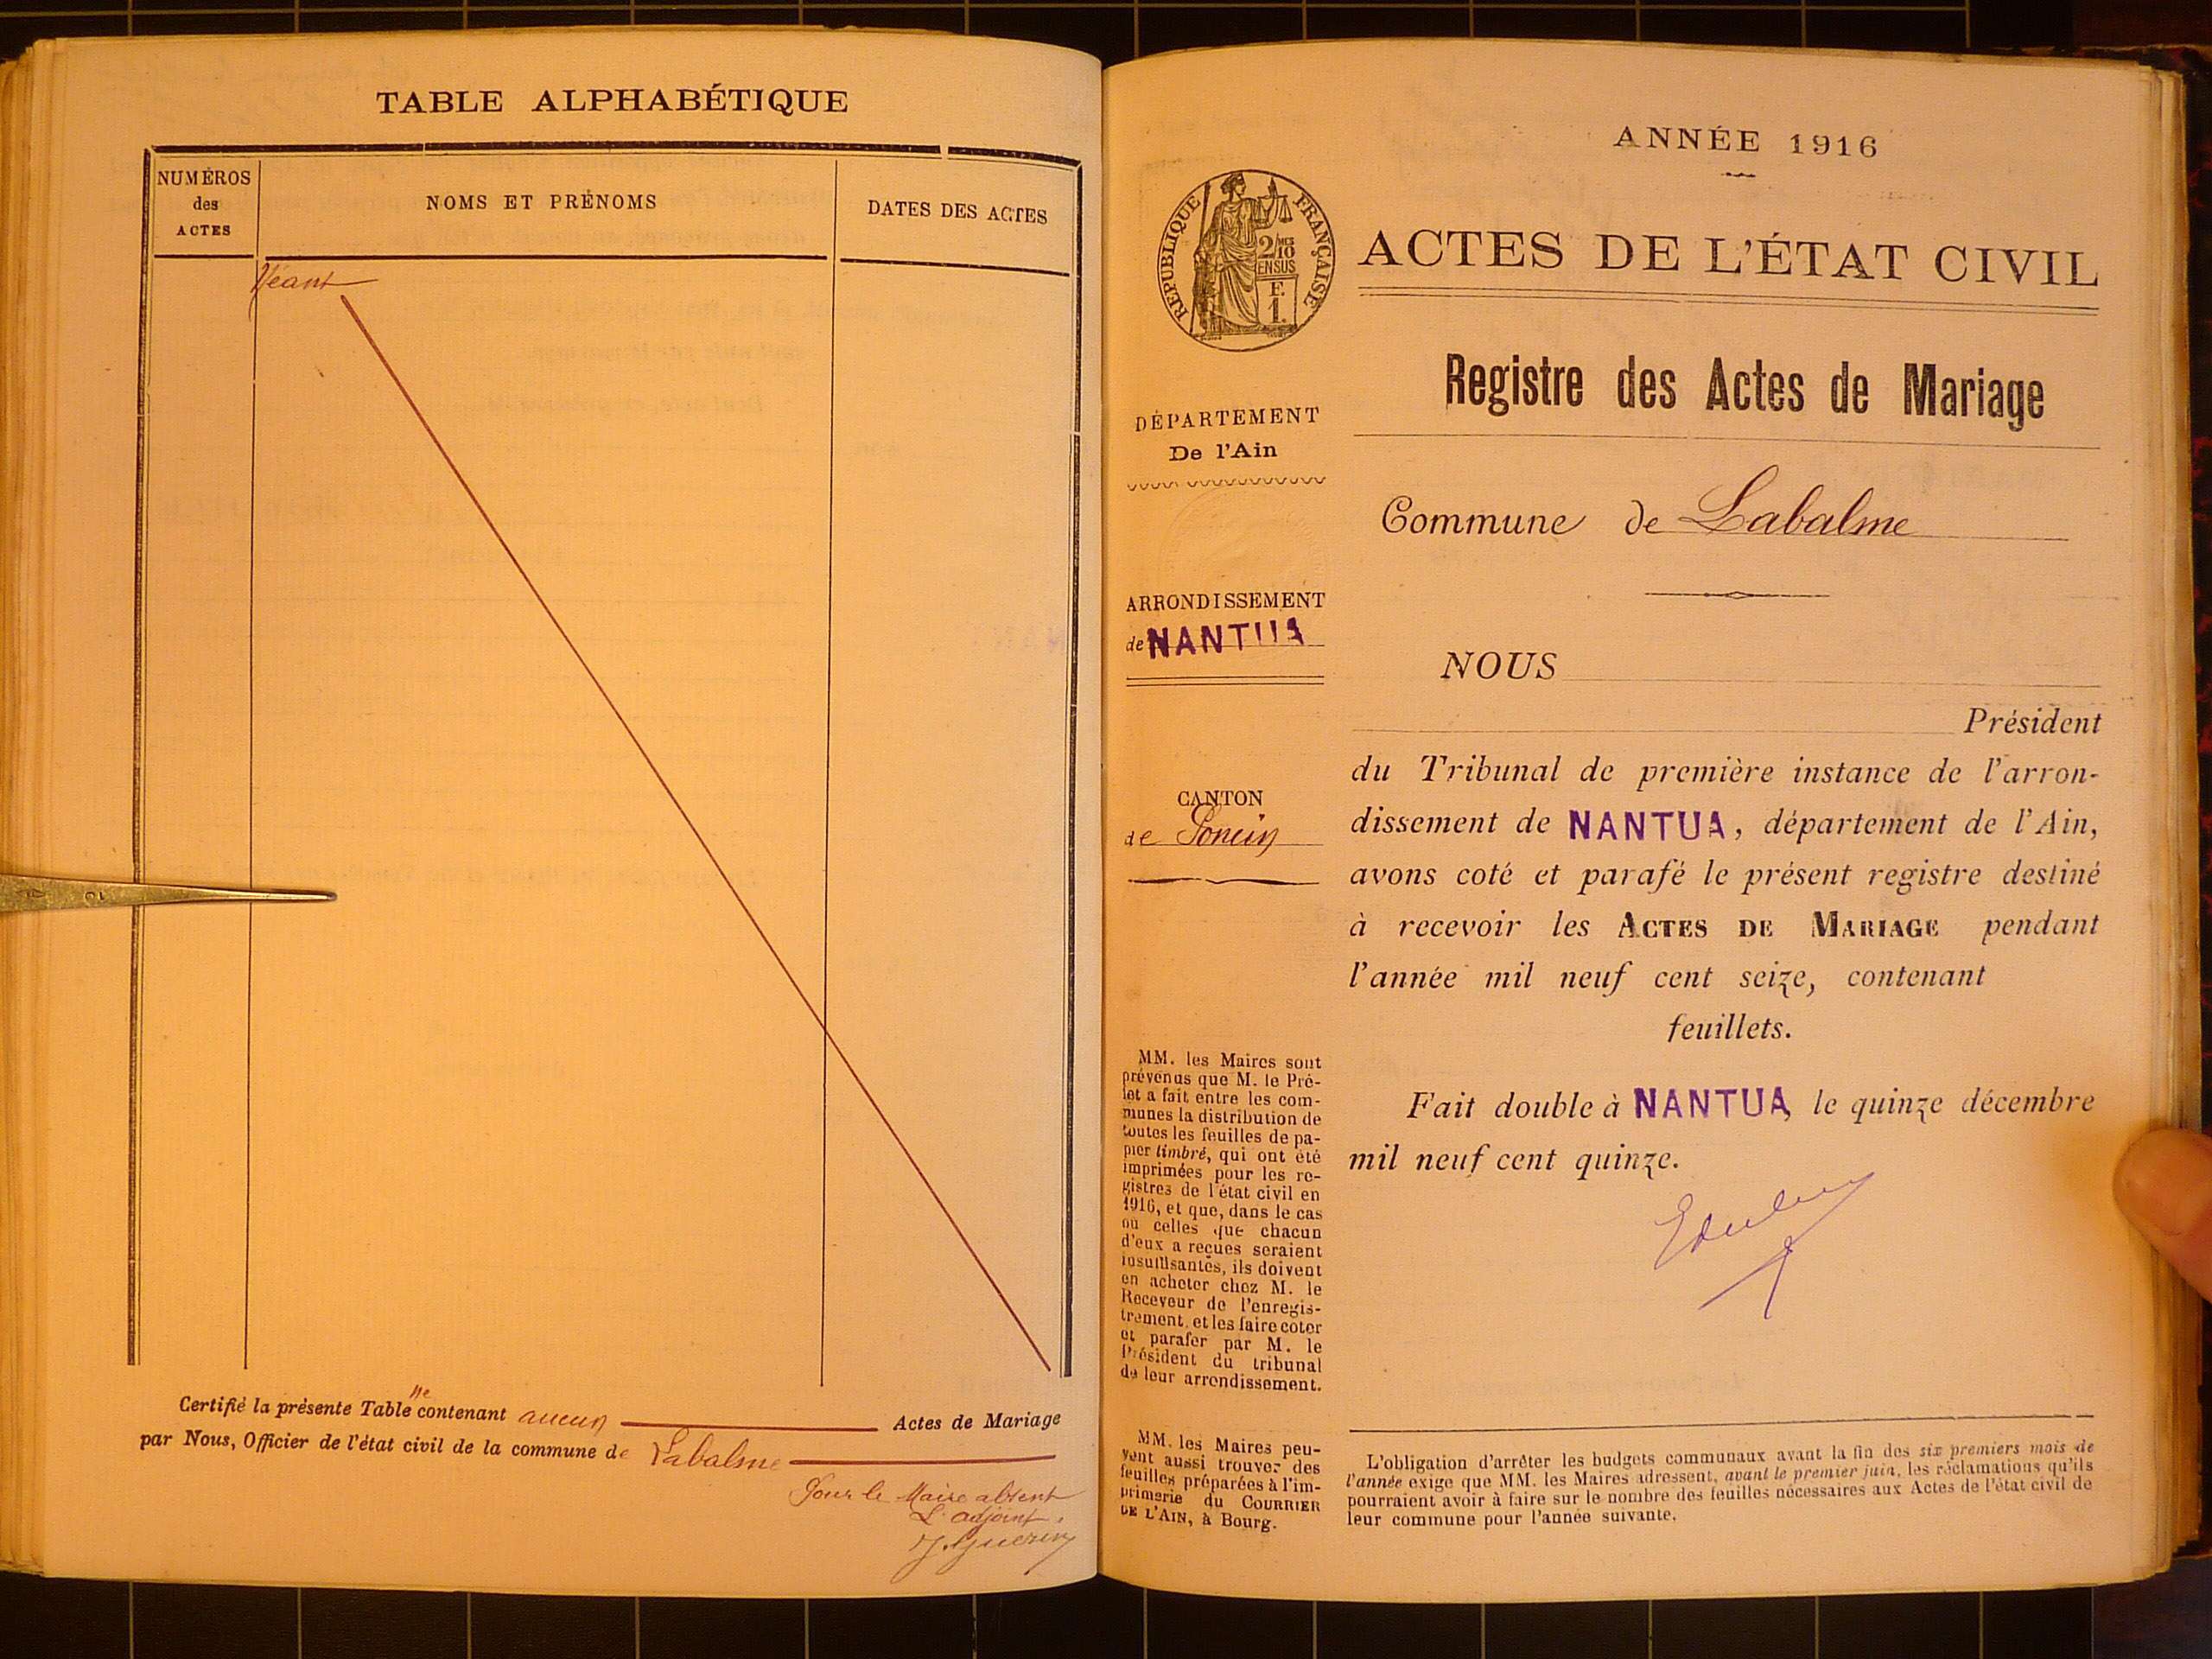 TABLE ALPHABÉTIQUE
NUMÉROS
des
ACTES
NOMS ET PRÉNOMS
DATES DES ACTES
Néant
Certifié la présente Table ne contenant aucun Actes de Mariage
par Nous, Officier de l'état civil de la commune de Labalme
Pour le Maire absent
L'adjoint
J. Guérin
ANNÉE 1916
RÉPUBLIQUE FRANÇAISE
2/10 MES
EN SUS
F.
1.
ACTES DE L'ÉTAT CIVIL
Registre des Actes de Mariage
DÉPARTEMENT
De l'Ain
Commune de Labalme
ARRONDISSEMENT
de NANTUA
CANTON
de Poncin
NOUS
Président
du Tribunal de première instance de l'arron-
dissement de NANTUA, département de l'Ain,
avons coté et parafé le présent registre destiné
à recevoir les ACTES DE MARIAGE pendant
l'année mil neuf cent seize, contenant
feuillets.
Fait double à NANTUA, le quinze décembre
mil neuf cent quinze.
MM. les Maires sont
prévenus que M. le Pré-
fet a fait entre les com-
munes la distribution de
toutes les feuilles de pa-
pier timbré, qui ont été
imprimées pour les re-
gistres de l'état civil en
1916, et que, dans le cas
où celles que chacun
d'eux a reçues seraient
insuffisantes, ils doivent
en acheter chez M. le
Receveur de l'enregis-
trement, et les faire coter
et parafer par M. le
Président du tribunal
de leur arrondissement.
MM. les Maires peu-
vent aussi trouver des
feuilles préparées à l'im-
primerie du COURRIER
DE L'AIN, à Bourg.
L'obligation d'arrêter les budgets communaux avant la fin des six premiers mois de
l'année exige que MM. les Maires adressent, avant le premier juin, les réclamations qu'ils
pourraient avoir à faire sur le nombre des feuilles nécessaires aux Actes de l'état civil de
leur commune pour l'année suivante.